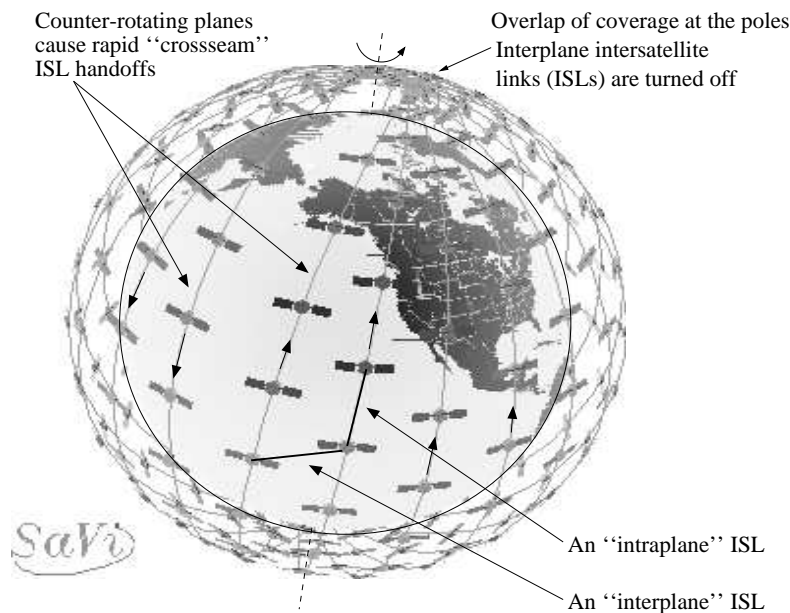 Counter-rotating planes
cause rapid ‘‘crossseam’’
ISL handoffs
Overlap of coverage at the poles
Interplane intersatellite
links (ISLs) are turned off
SaVi
An ‘‘intraplane’’ ISL
An ‘‘interplane’’ ISL